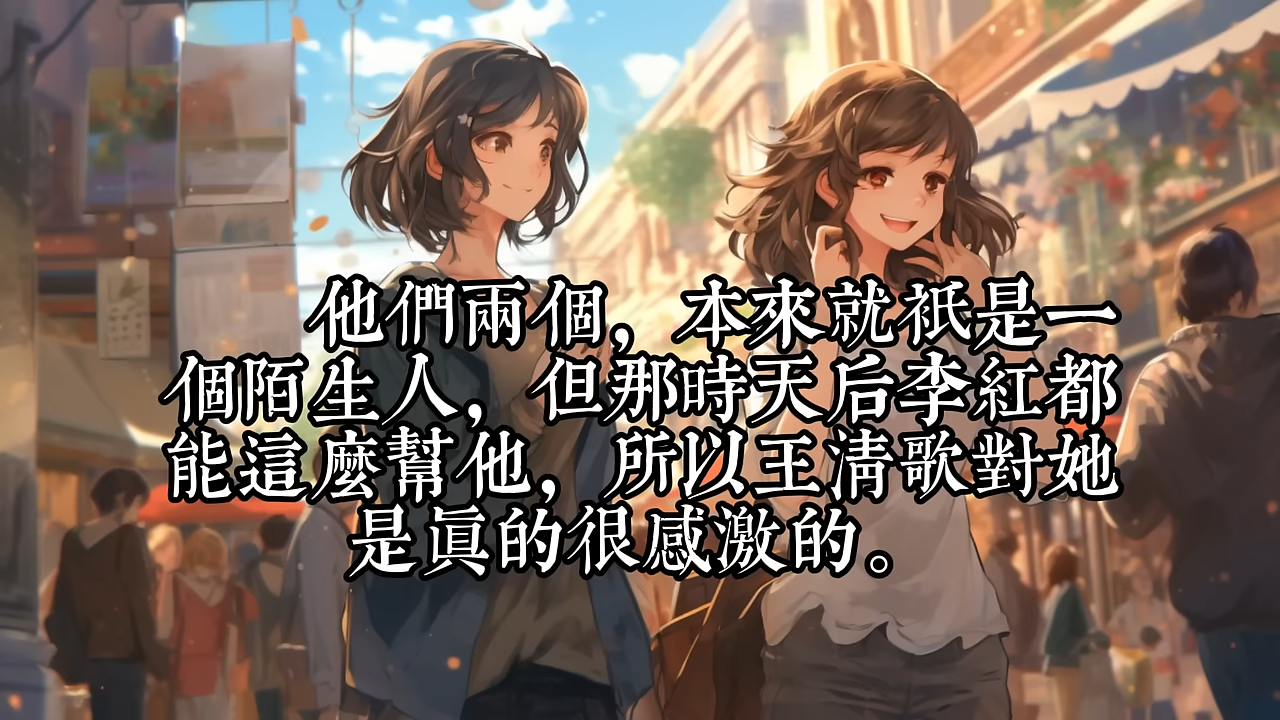 他們兩個，本來就祇是一
個陌生人，但那時天后李紅都
能這麼幫他，所以王清歌對她
是眞的很感激的。